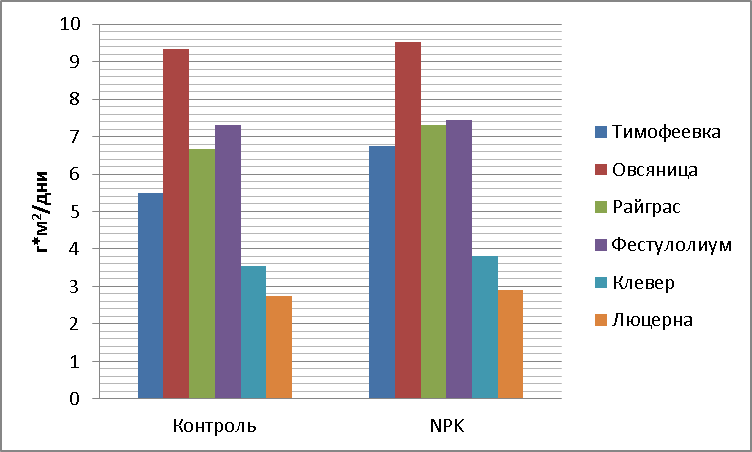 г*м²/дни
10
9
8
7
6
5
4
3
2
1
0
Контроль
NPK
Тимофеевка
Овсяница
Райграс
Фестулолиум
Клевер
Люцерна